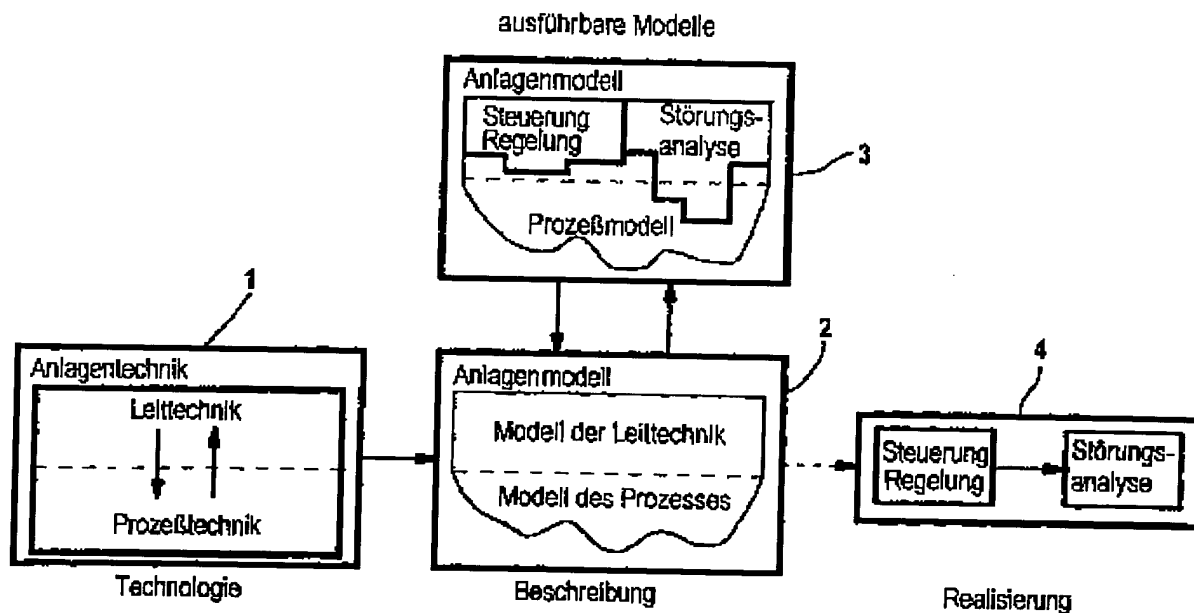 ausführbare Modelle
Anlagenmodell
Steuerung
Regelung
Störungs-
analyse
3
Prozeßmodell
1
Anlagentechnik
Leittechnik
Prozeßtechnik
Technologie
2
Anlagenmodell
Modell der Leittechnik
Modell des Prozesses
Beschreibung
4
Steuerung
Regelung
Störungs-
analyse
Realisierung